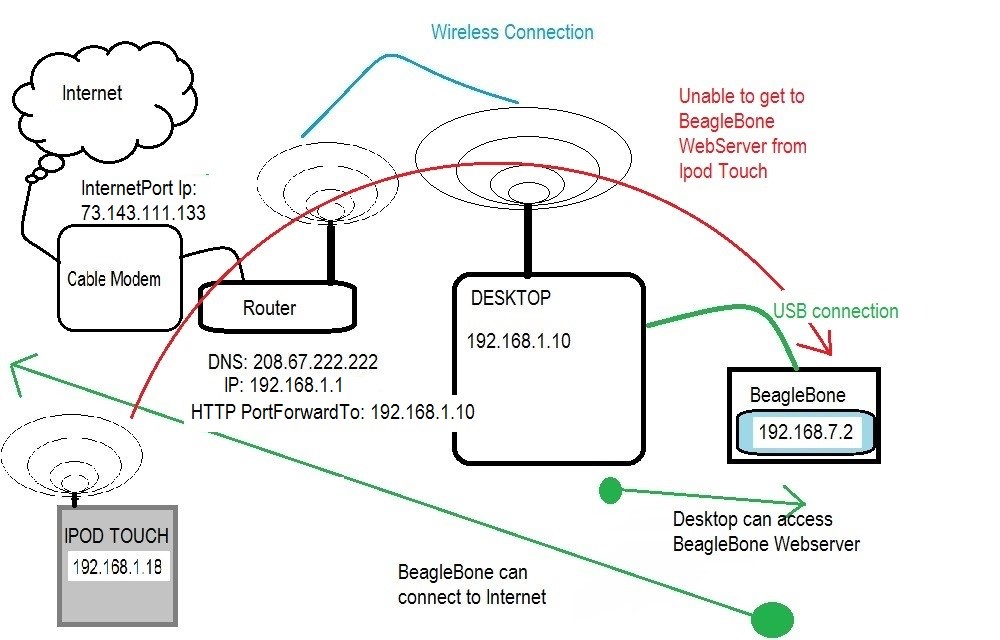 Wireless Connection
Internet
Unable to get to
BeagleBone
WebServer from
Ipod Touch
InternetPort Ip:
73.143.111.133
Cable Modem
Router
DESKTOP
192.168.1.10
USB connection
DNS: 208.67.222.222
IP: 192.168.1.1
HTTP PortForwardTo: 192.168.1.10
BeagleBone
192.168.7.2
IPOD TOUCH
192.168.1.18
Desktop can access
BeagleBone Webserver
BeagleBone can
connect to Internet